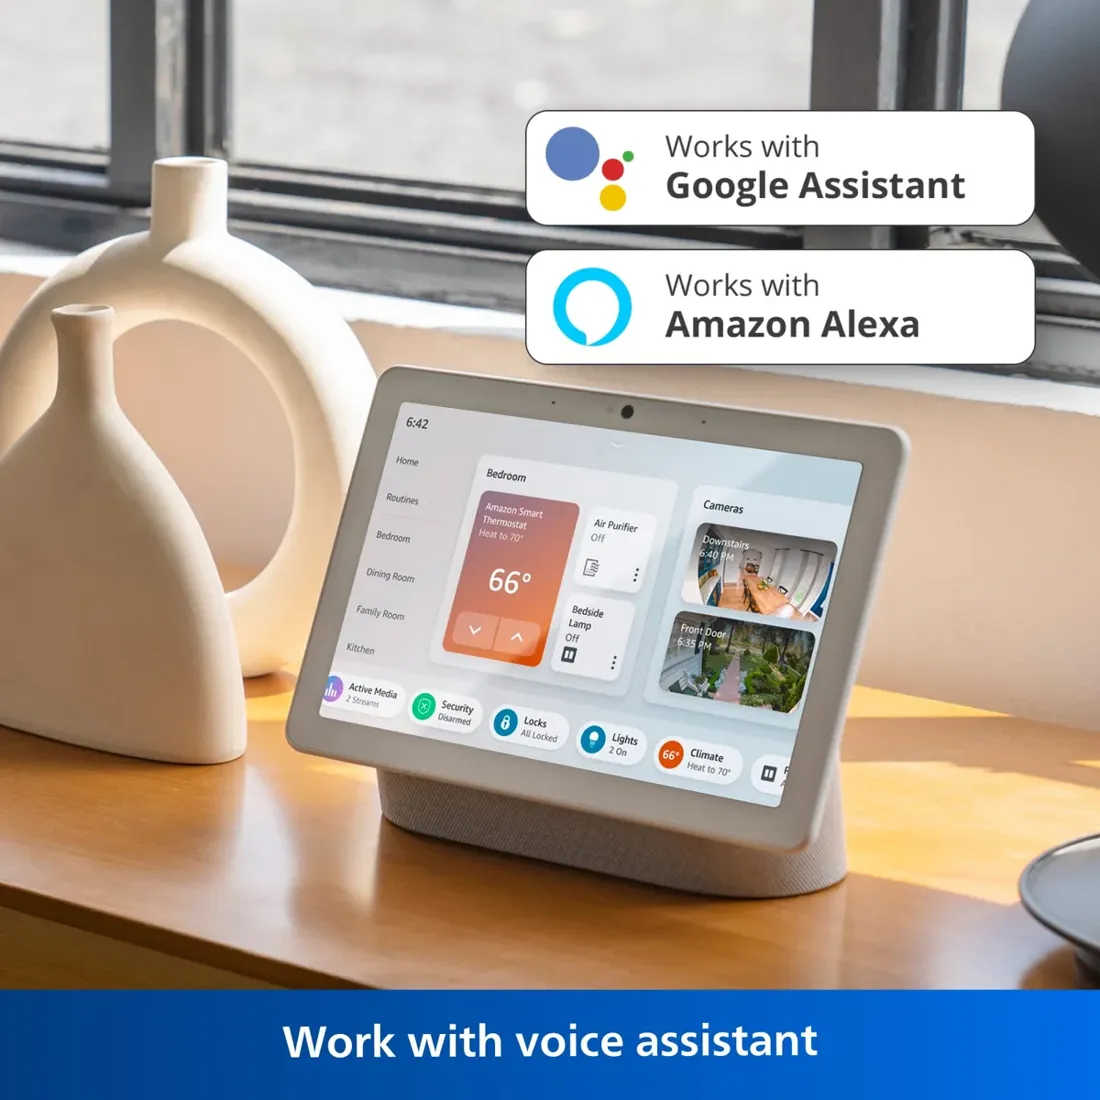 Works with
Google Assistant
Works with
Amazon Alexa
6:42
Home
Routines
Bedroom
Dining Room
Family Room
Kitchen
Bedroom
Amazon Smart
Thermostat
Heat to 70°
66°
Air Purifier
Off
Bedside
Lamp
Off
Cameras
Downstairs
6:40 PM
Front Door
6:35 PM
Active Media
2 Streams
Security
Disarmed
Locks
All Locked
Lights
2 On
66°
Climate
Heat to 70°
Work with voice assistant